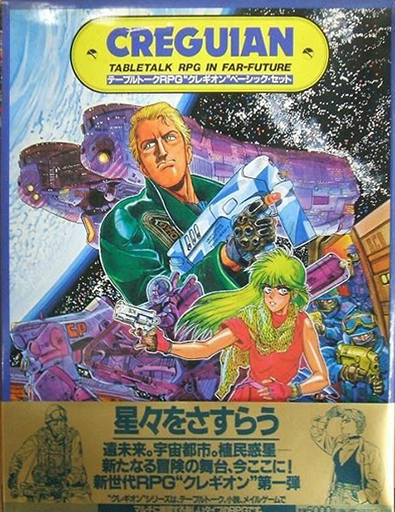 CREGUIAN
TABLETALK RPG IN FAR-FUTURE
テーブルトークRPG"クレギオン"ベーシック・セット
星々をさすらう
遠未来。宇宙都市。植民惑星──
新たなる冒険の舞台、今ここに!
新世代RPG"クレギオン"第一弾
"クレギオン"シリーズは、テーブルトーク、小説、メイルゲームで